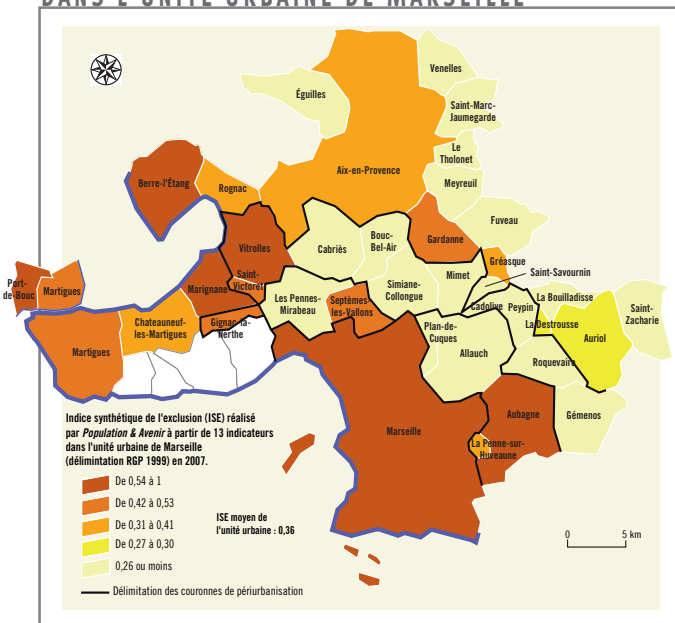 DANS L'UNITÉ URBAINE DE MARSEILLE
Venelles
Éguilles
Saint-Marc-
Jaumegarde
Le
Tholonet
Aix-en-Provence
Meyreuil
Berre-l'Étang
Rognac
Fuveau
Bouc-
Bel-Air
Gardanne
Vitrolles
Cabriès
Gréasque
Saint-Savournin
Mimet
Saint-
Victoret
Port-
de-Bouc
Martigues
Marignane
Simiane-
Collongue
Les Pennes-
Mirabeau
Septèmes-
les-Vallons
Cadolive
Peypin
La Bouilladisse
Saint-
Zacharie
Chateauneuf-
les-Martigues
Gignac-la-
Nerthe
Plan-de-
Cuques
La Destrousse
Auriol
Martigues
Allauch
Roquevaire
Marseille
Aubagne
Gémenos
La Penne-sur-
Huveaune
Indice synthétique de l'exclusion (ISE) réalisé
par Population & Avenir à partir de 13 indicateurs
dans l'unité urbaine de Marseille
(délimitation RGP 1999) en 2007.
De 0,54 à 1
De 0,42 à 0,53
De 0,31 à 0,41
De 0,27 à 0,30
0,26 ou moins
ISE moyen de
l'unité urbaine : 0,36
0 5 km
Délimitation des couronnes de périurbanisation